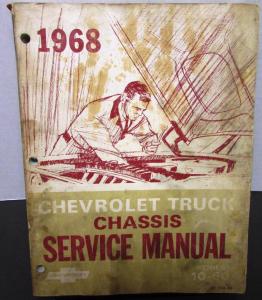 1968
CHEVROLET TRUCK
CHASSIS
SERVICE MANUAL